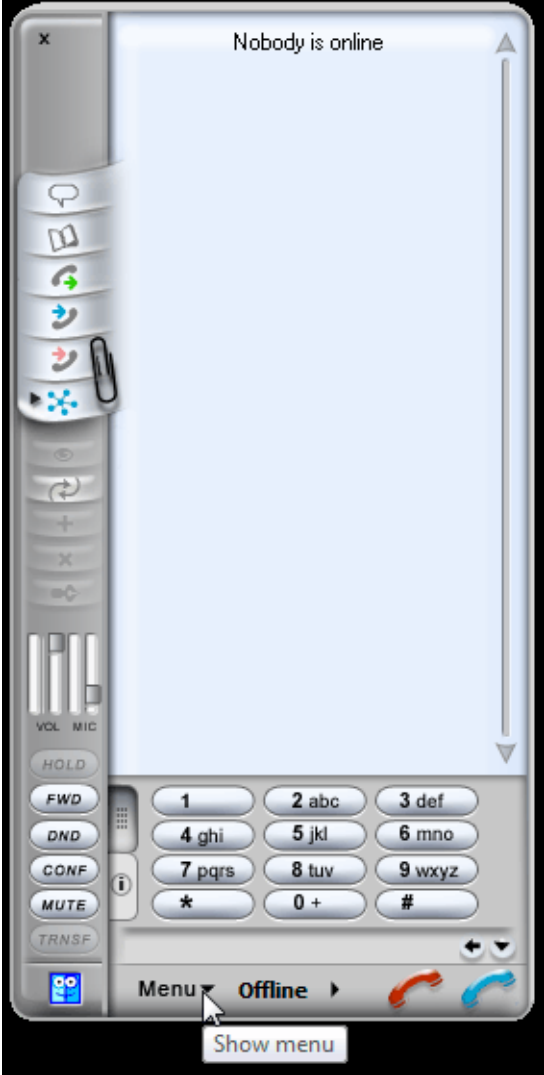 x
Nobody is online
VOL MIC
HOLD
FWD
DND
CONF
MUTE
TRNSF
1 2 abc 3 def
4 ghi 5 jkl 6 mno
7 pqrs 8 tuv 9 wxyz
* 0 + #
i
Menu Offline
Show menu